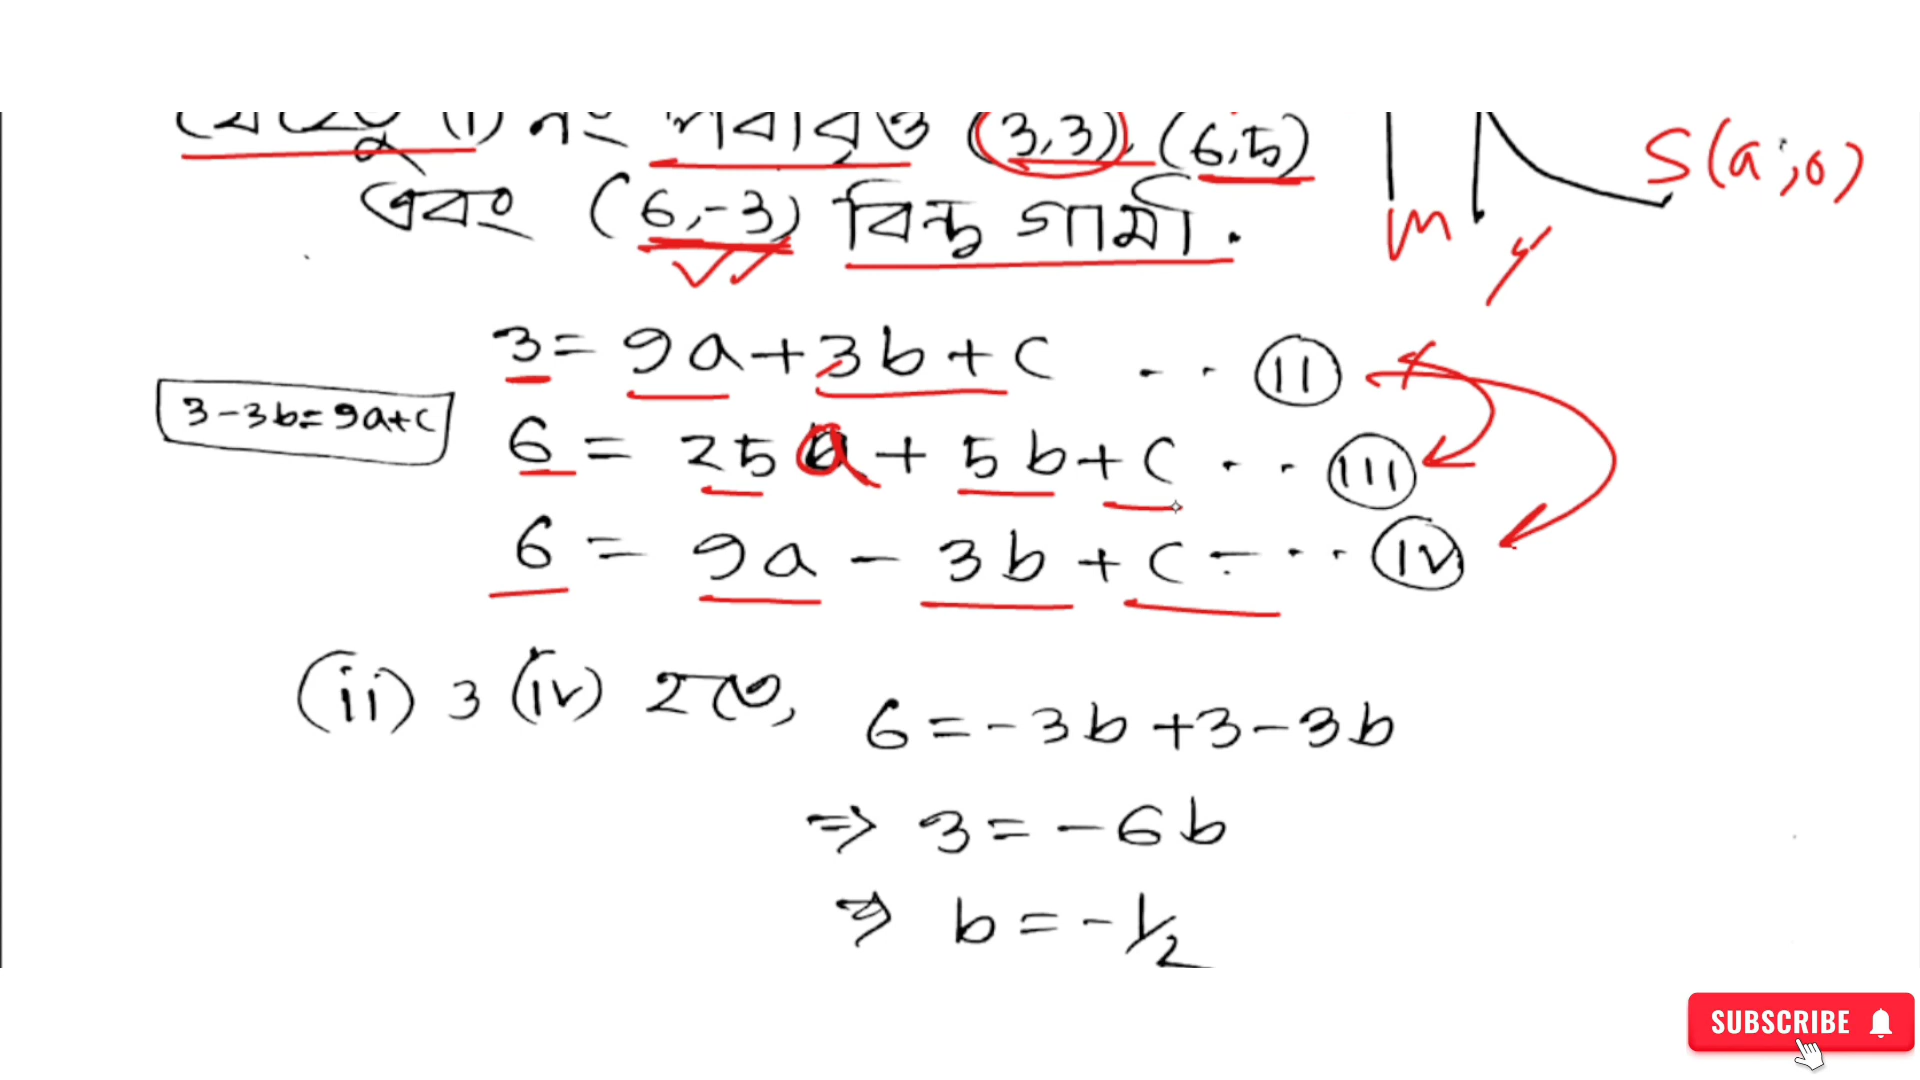 যেহেতু (i) নং পরাবৃত্ত (3,3), (6,5)
এবং (6,-3) বিন্দু গামী.
S(a,0)
m
y
3 = 9a+3b+c .. (ii)
3-3b=9a+c
6 = 25a + 5b+c .. (iii)
6 = 9a - 3b + c - .. (iv)
(ii) ও (iv) হতে,
6 = -3b +3-3b
⇒ 3 = -6b
⇒ b = -1/2
SUBSCRIBE